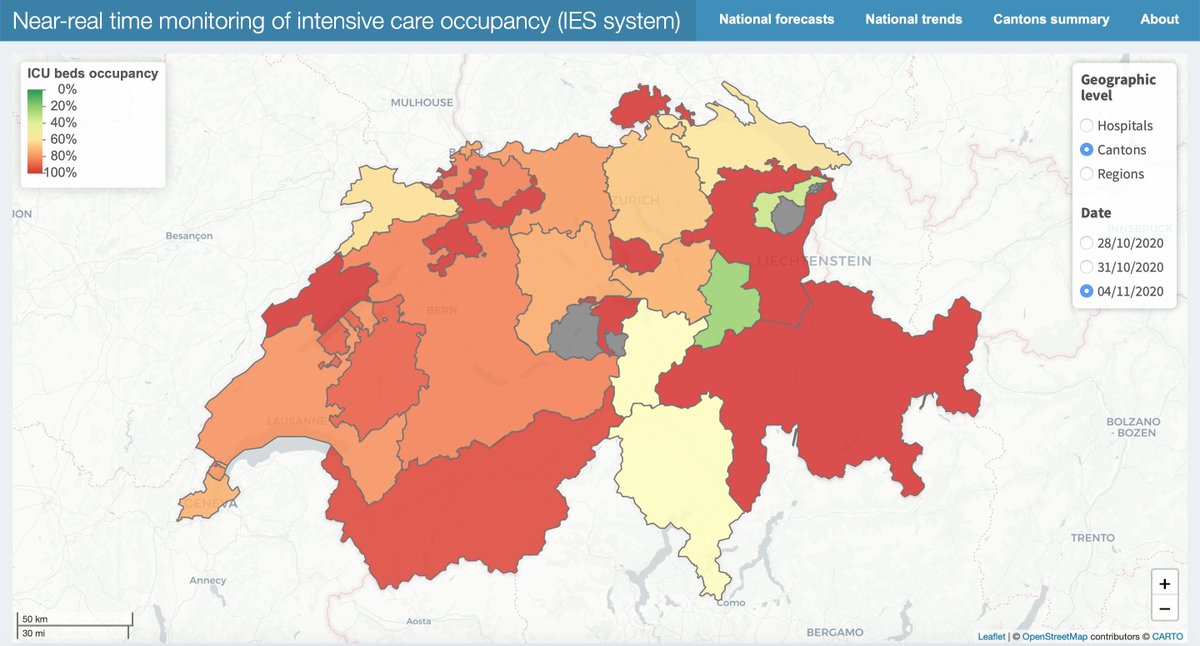 Near-real time monitoring of intensive care occupancy (IES system)
National forecasts
National trends
Cantons summary
About
ICU beds occupancy
0%
20%
40%
60%
80%
100%
Geographic
level
Hospitals
Cantons
Regions
Date
28/10/2020
31/10/2020
04/11/2020
MULHOUSE
ZURICH
Besançon
INNSBRUCK
LIECHTENSTEIN
BERN
LAUSANNE
GENEVA
BOLZANO
- BOZEN
TRENTO
Annecy
Como
Aosta
BERGAMO
+
−
50 km
30 mi
Leaflet | © OpenStreetMap contributors © CARTO